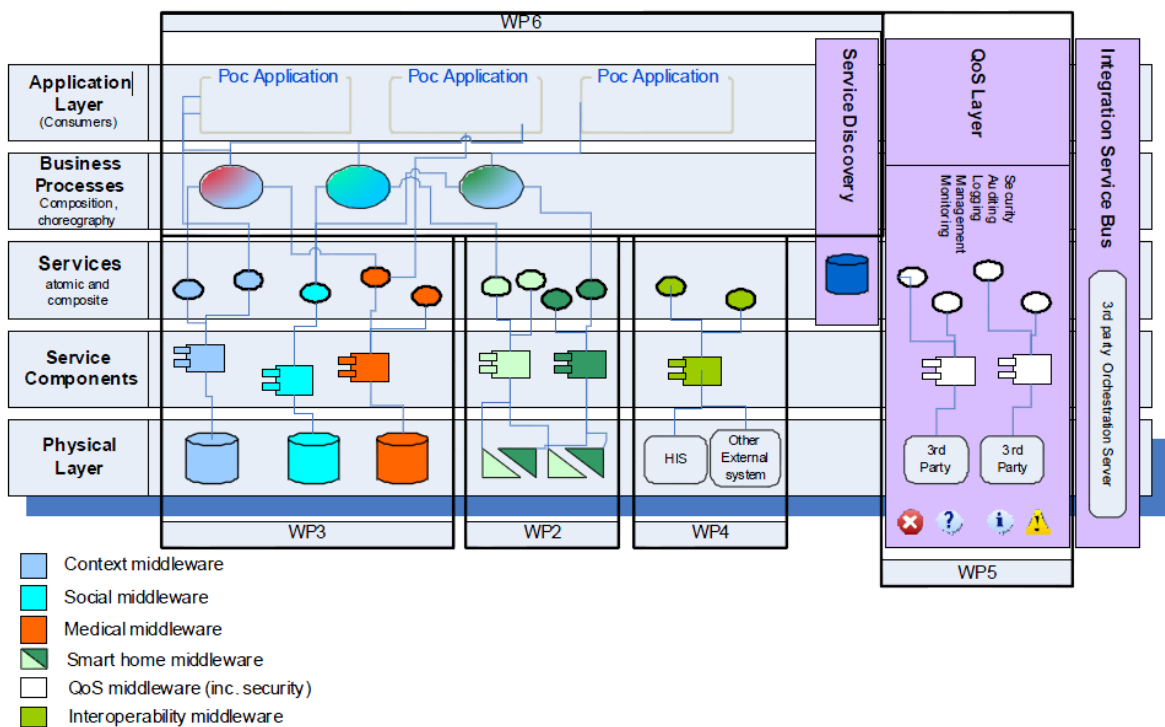 WP6
Application
Layer
(Consumers)
Poc Application
Poc Application
Poc Application
Service Discovery
QoS Layer
Integration Service Bus
Business
Processes
Composition ,
choreography
Security
Auditing
Logging
Management
Monitoring
Services
atomic and
composite
3rd party Orchestration Server
Service
Components
Physical
Layer
HIS
Other
External
system
3rd
Party
3 rd
Party
WP3
WP2
WP4
WP5
Context middleware
Social middleware
Medical middleware
Smart home middleware
QoS middleware (inc. security)
Interoperability middleware